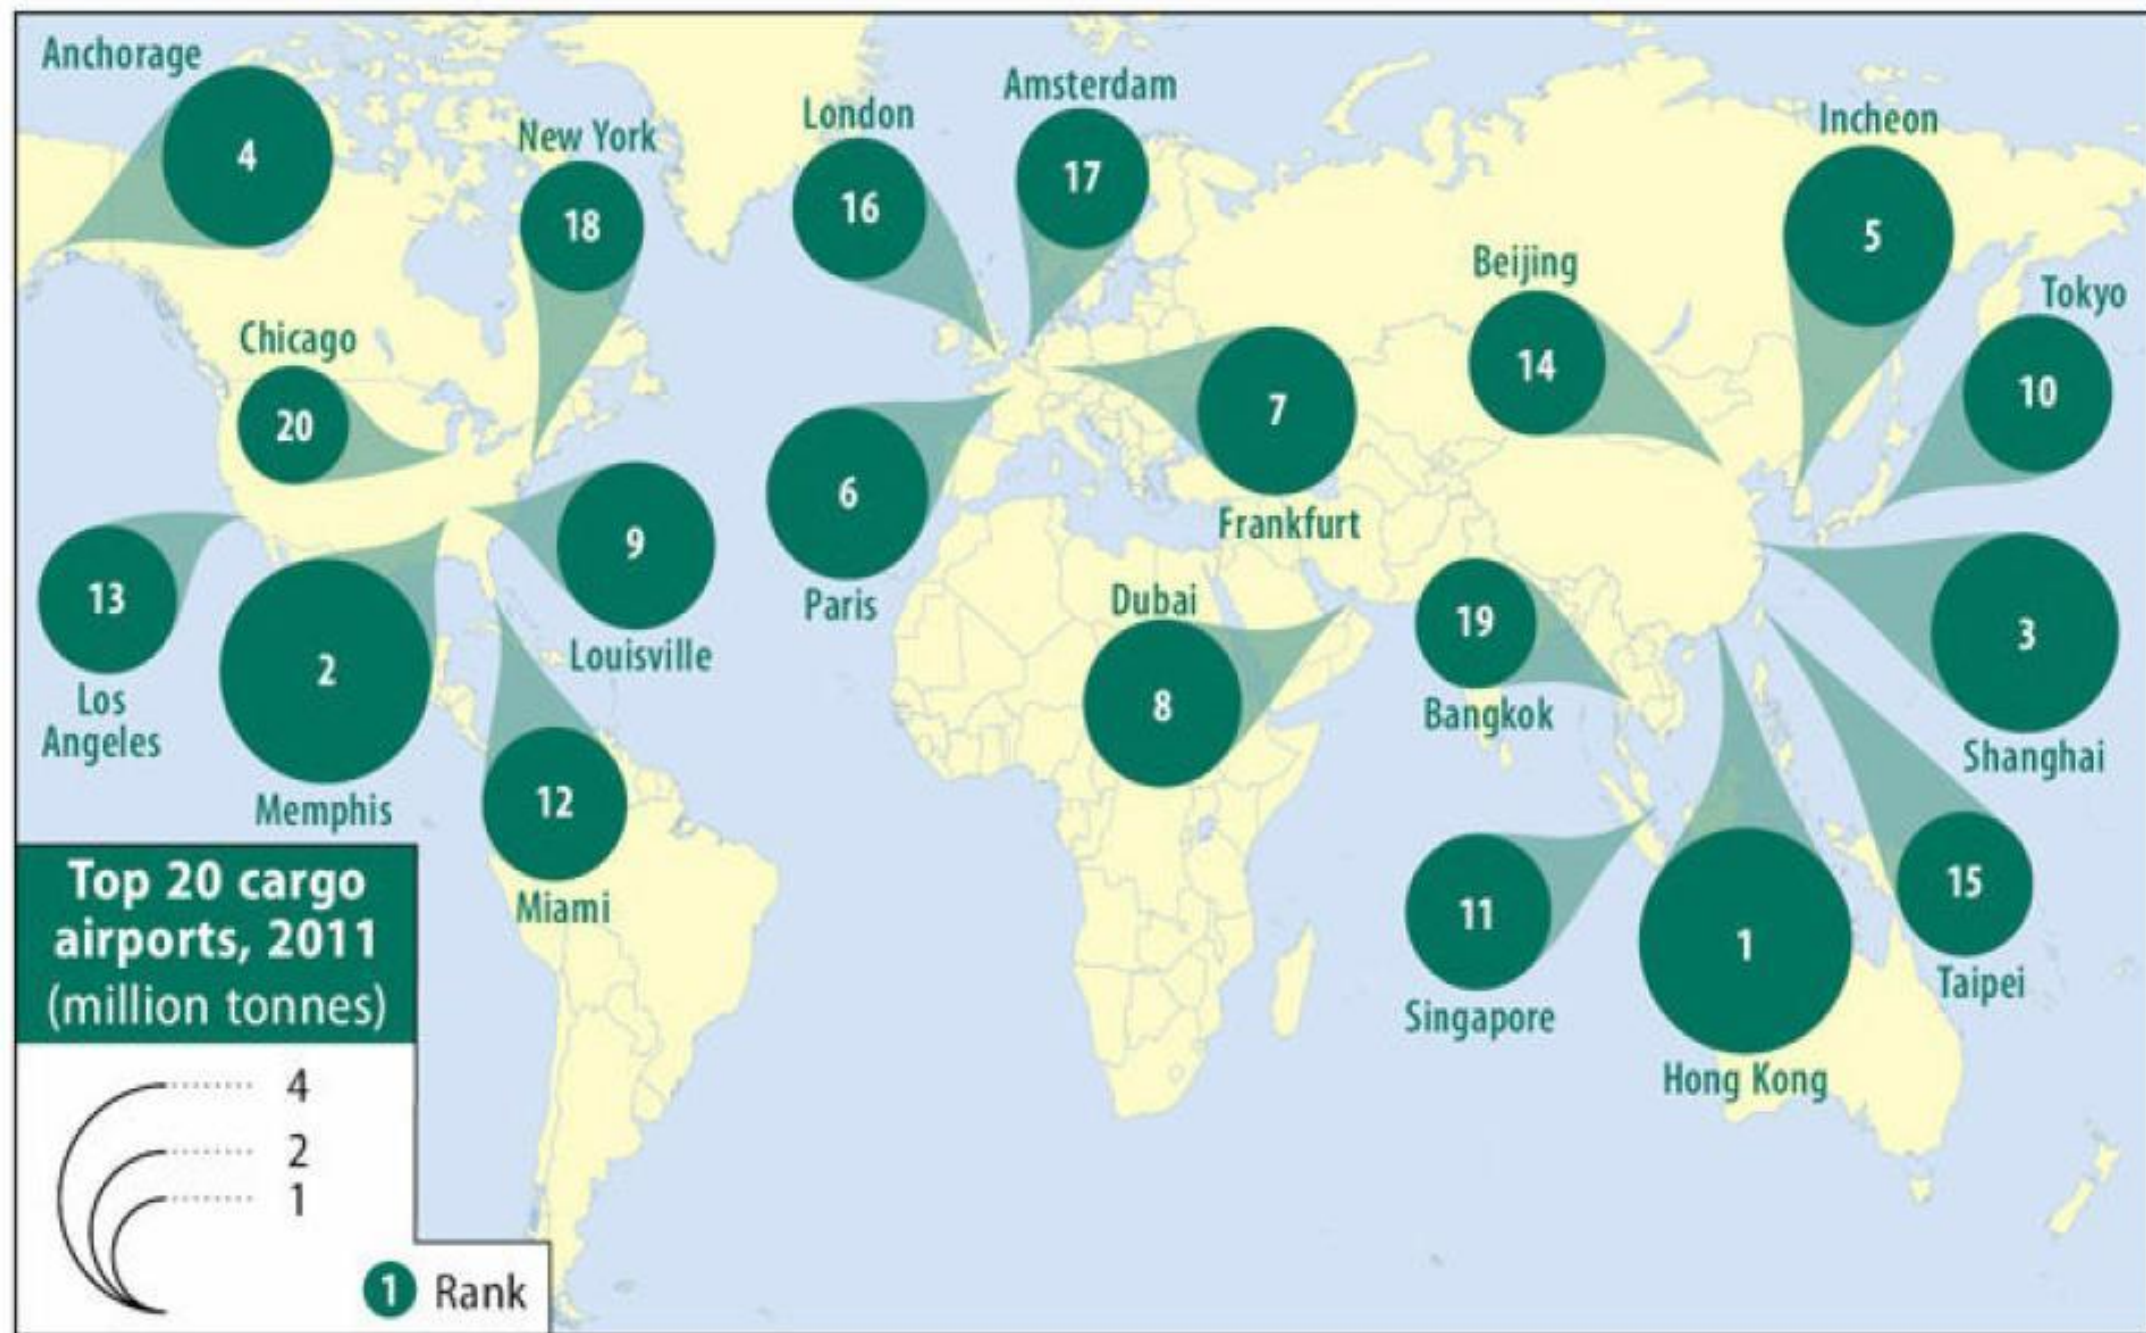 Anchorage
4
New York
18
London
16
Amsterdam
17
Incheon
5
Beijing
14
Tokyo
10
Chicago
20
7
Frankfurt
6
Paris
9
Louisville
13
Los
Angeles
2
Memphis
Dubai
8
19
Bangkok
3
Shanghai
12
Miami
11
Singapore
1
Hong Kong
15
Taipei
Top 20 cargo
airports, 2011
(million tonnes)
4
2
1
1 Rank